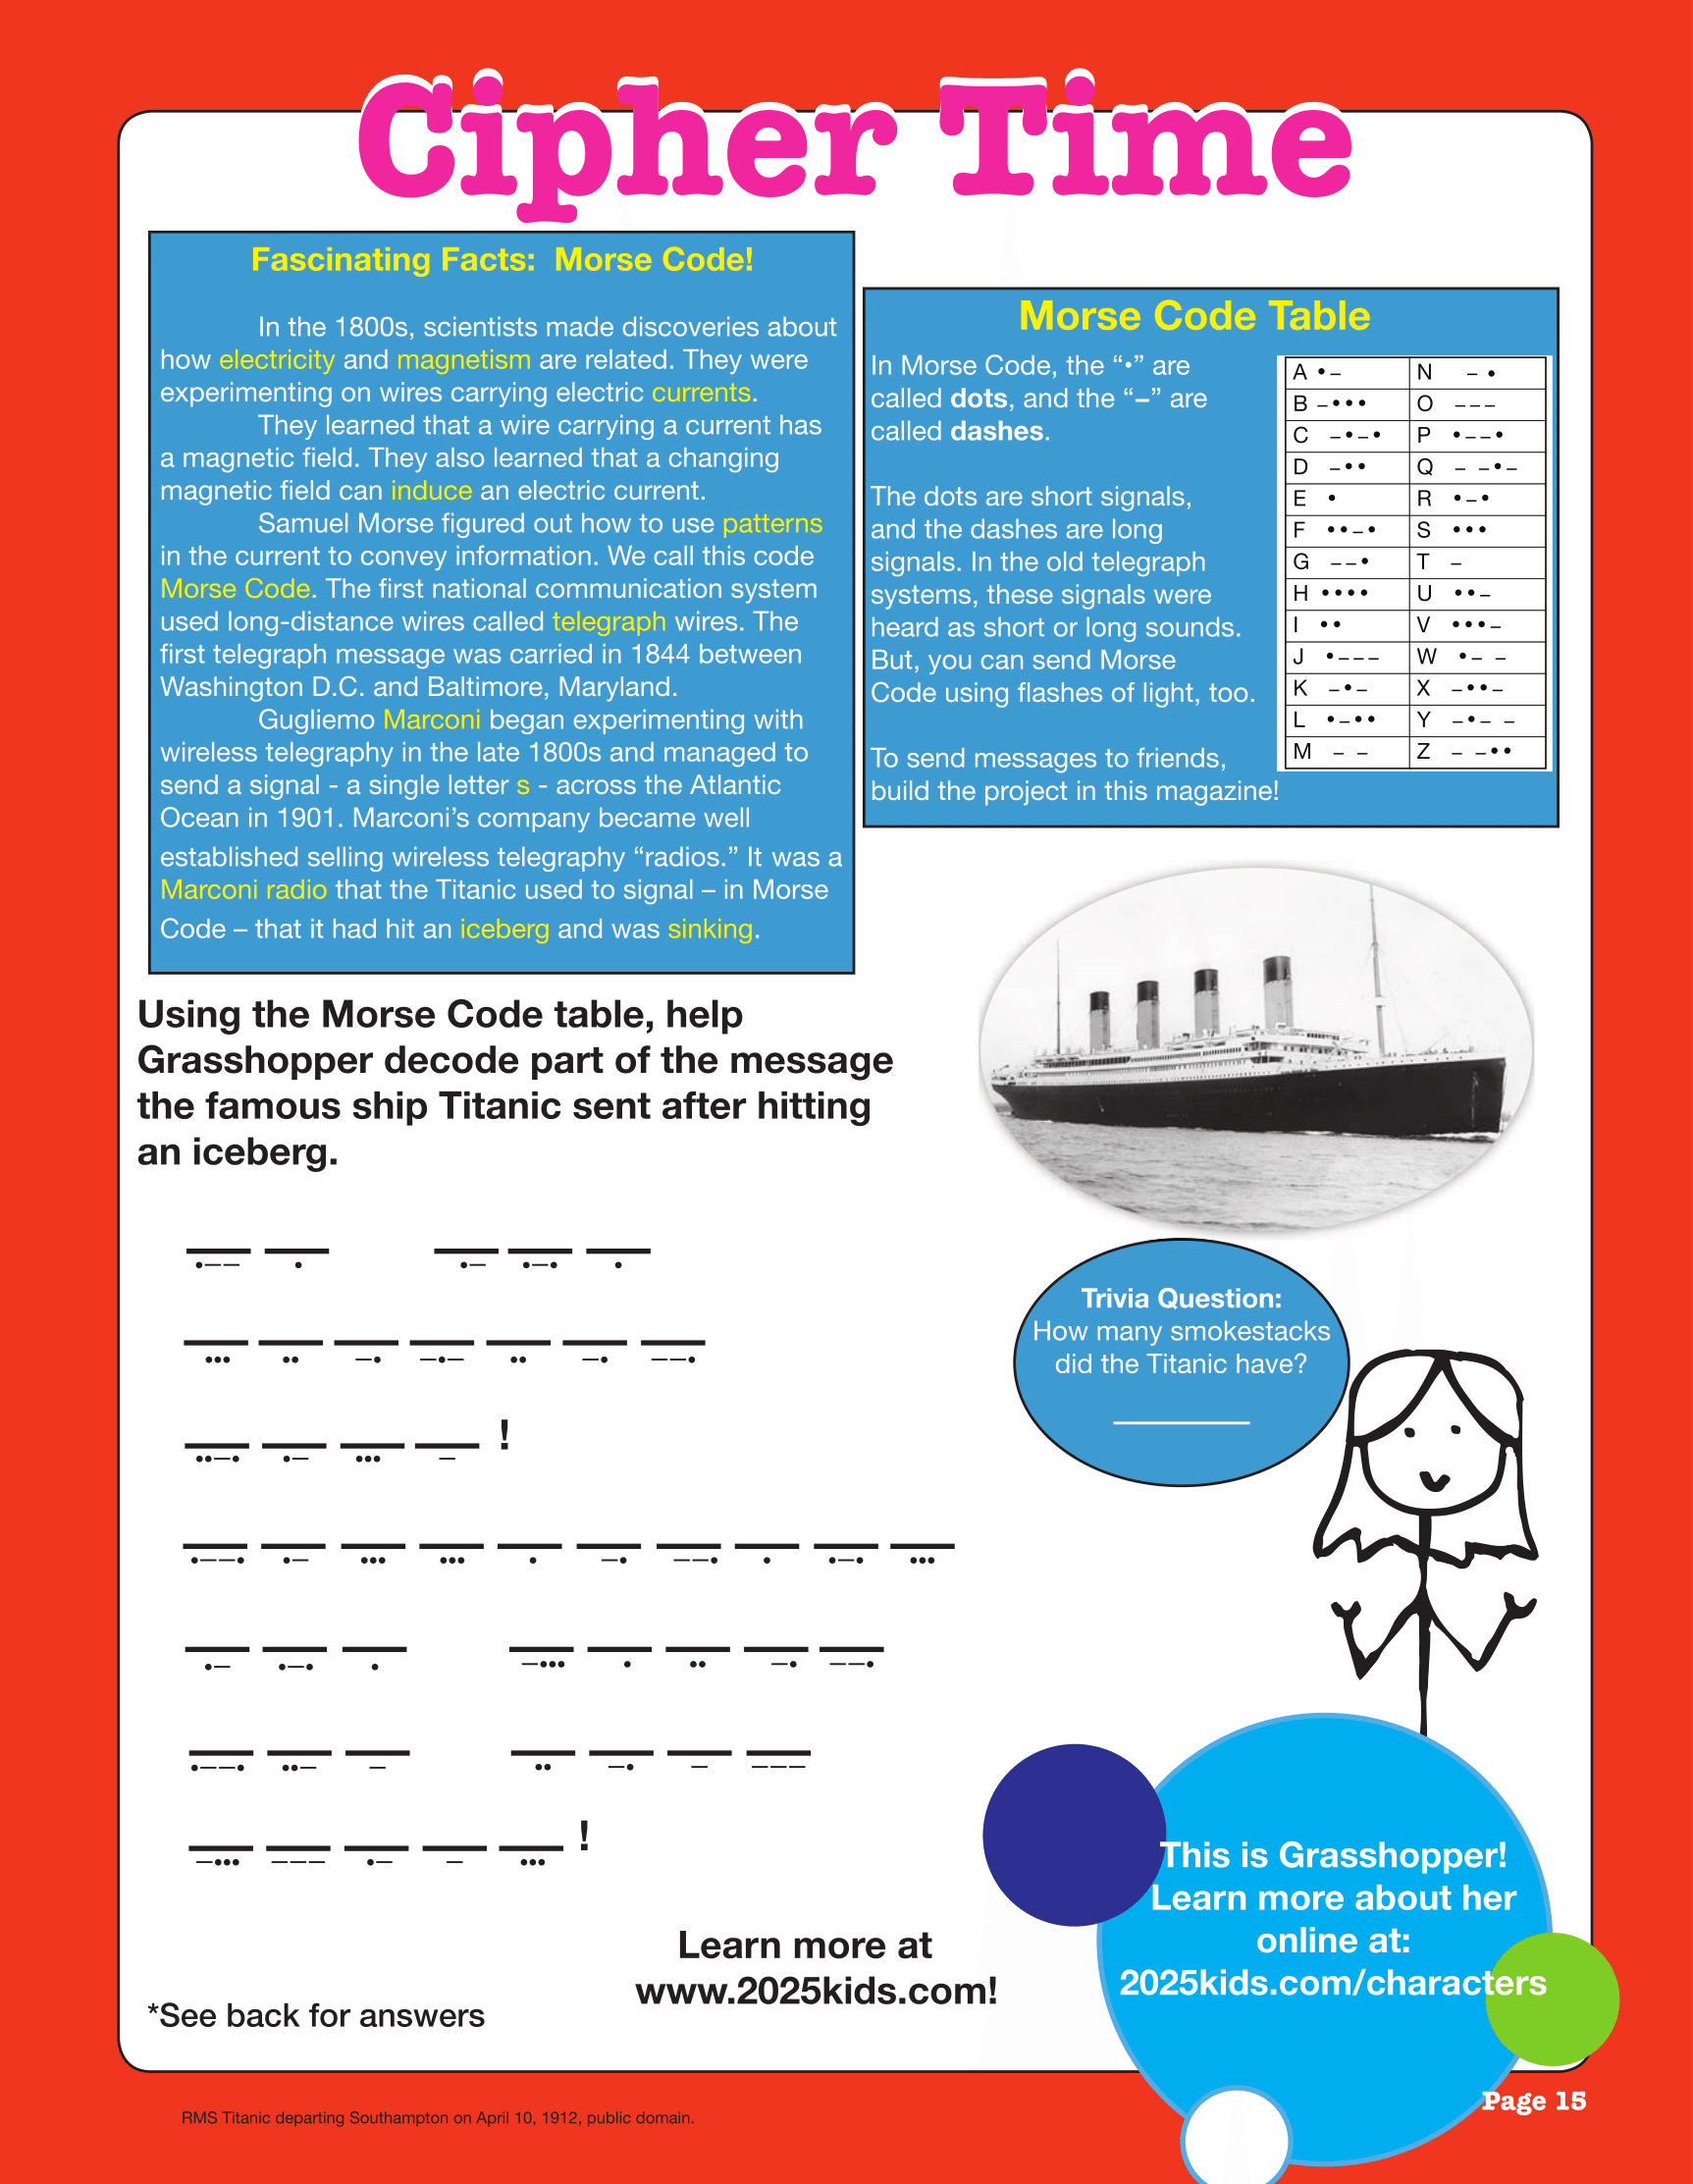 Cipher Time
Fascinating Facts:  Morse Code!
In the 1800s, scientists made discoveries about
how electricity and magnetism are related. They were
experimenting on wires carrying electric currents.
They learned that a wire carrying a current has
a magnetic field. They also learned that a changing
magnetic field can induce an electric current.
Samuel Morse figured out how to use patterns
in the current to convey information. We call this code
Morse Code. The first national communication system
used long-distance wires called telegraph wires. The
first telegraph message was carried in 1844 between
Washington D.C. and Baltimore, Maryland.
Gugliemo Marconi began experimenting with
wireless telegraphy in the late 1800s and managed to
send a signal - a single letter s - across the Atlantic
Ocean in 1901. Marconi’s company became well
established selling wireless telegraphy “radios.” It was a
Marconi radio that the Titanic used to signal – in Morse
Code – that it had hit an iceberg and was sinking.
Morse Code Table
In Morse Code, the “•” are
called dots, and the “–” are
called dashes.
The dots are short signals,
and the dashes are long
signals. In the old telegraph
systems, these signals were
heard as short or long sounds.
But, you can send Morse
Code using flashes of light, too.
To send messages to friends,
build the project in this magazine!
A •– N – •
B –••• O –––
C –•–• P •––•
D –•• Q – –•–
E • R •–•
F ••–• S •••
G ––• T –
H •••• U ••–
I •• V •••–
J •––– W •– –
K –•– X –••–
L •–•• Y –•– –
M – – Z – –••
Using the Morse Code table, help
Grasshopper decode part of the message
the famous ship Titanic sent after hitting
an iceberg.
•–– • •– •–• •
••• •• –• –•– •• –• ––•
••–• •– ••• – !
•––• •– ••• ••• • –• ––• • •–• •••
•– •–• • –••• • •• –• ––•
•––• ••– – •• –• – –––
–••• ––– •– – ••• !
Trivia Question:
How many smokestacks
did the Titanic have?
This is Grasshopper!
Learn more about her
online at:
2025kids.com/characters
Learn more at
www.2025kids.com!
*See back for answers
Page 15
RMS Titanic departing Southampton on April 10, 1912, public domain.